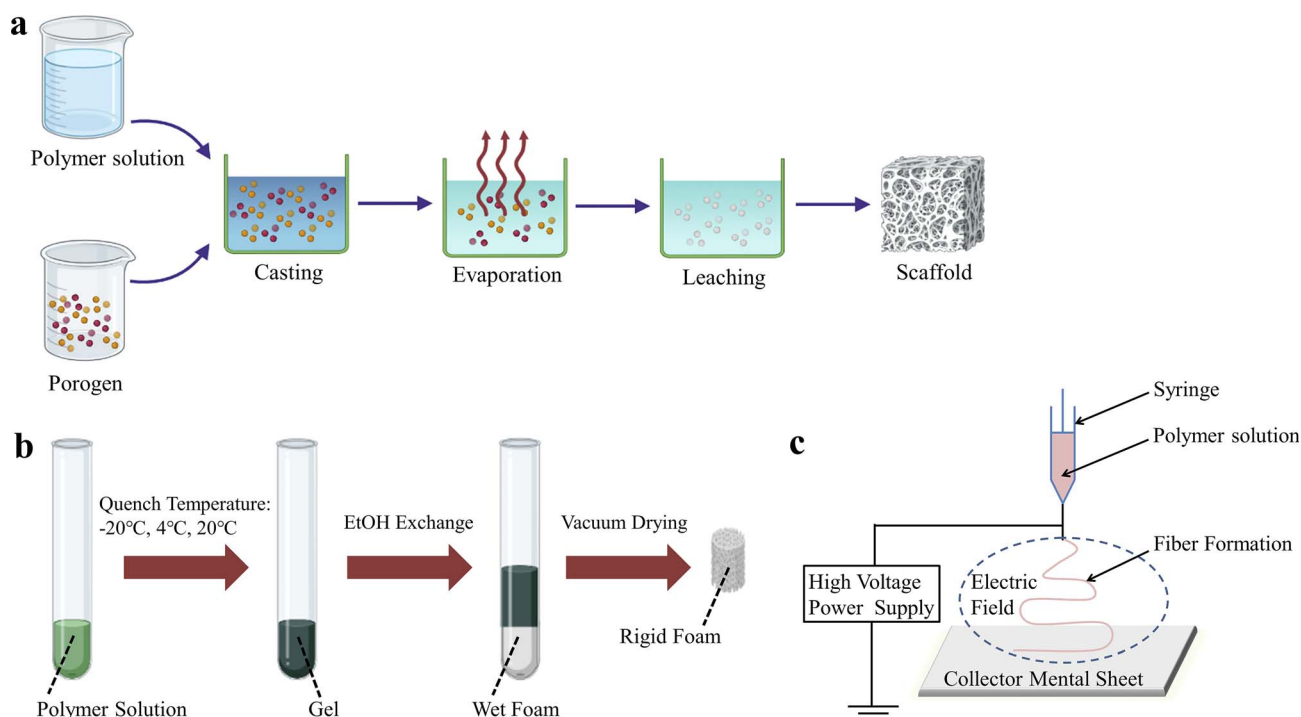 a
Polymer solution
Porogen
Casting
Evaporation
Leaching
Scaffold
b
Quench Temperature:
-20°C, 4°C, 20°C
EtOH Exchange
Vacuum Drying
Polymer Solution
Gel
Wet Foam
Rigid Foam
c
Syringe
Polymer solution
Fiber Formation
High Voltage
Power Supply
Electric
Field
Collector Mental Sheet